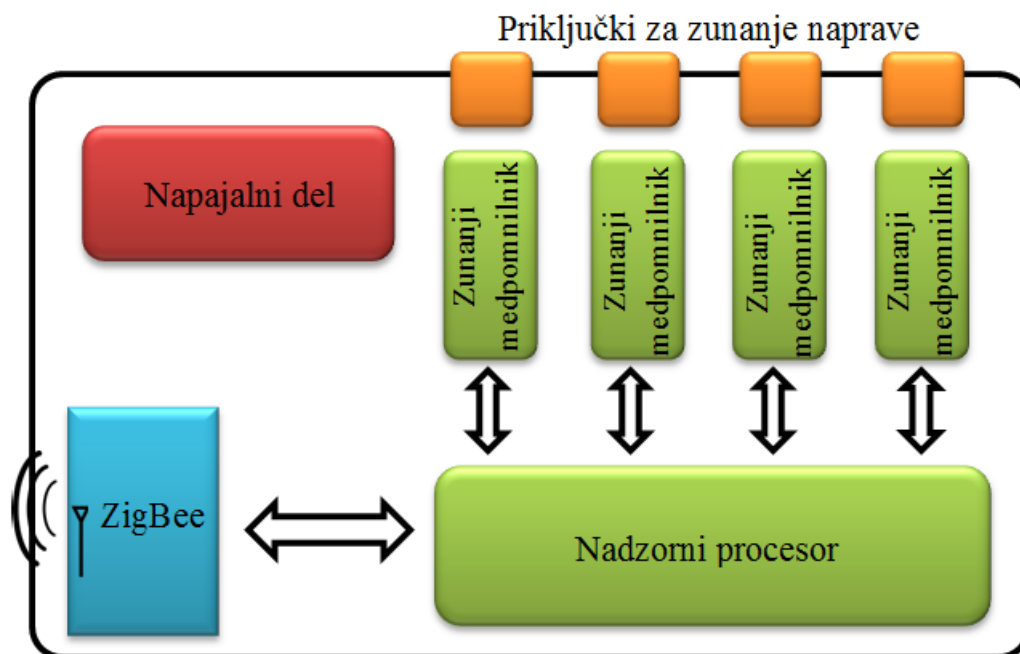 Priključki za zunanje naprave
Napajalni del
Zunanji
medpomnilnik
Zunanji
medpomnilnik
Zunanji
medpomnilnik
Zunanji
medpomnilnik
ZigBee
Nadzorni procesor